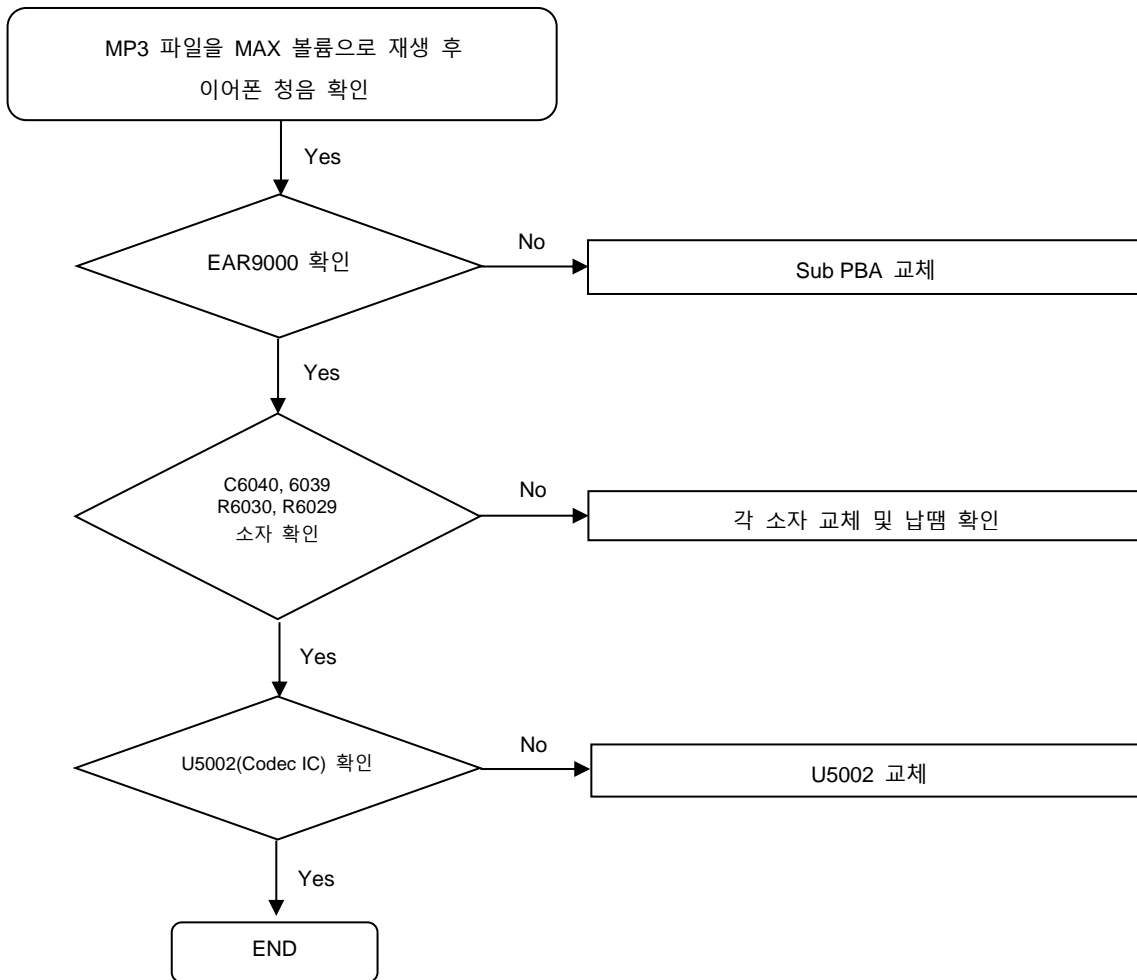 MP3 파일을 MAX 볼륨으로 재생 후
이어폰 청음 확인
Yes
EAR9000 확인
No
Sub PBA 교체
Yes
C6040, 6039
R6030, R6029
소자 확인
No
각 소자 교체 및 납땜 확인
Yes
U5002(Codec IC) 확인
No
U5002 교체
Yes
END